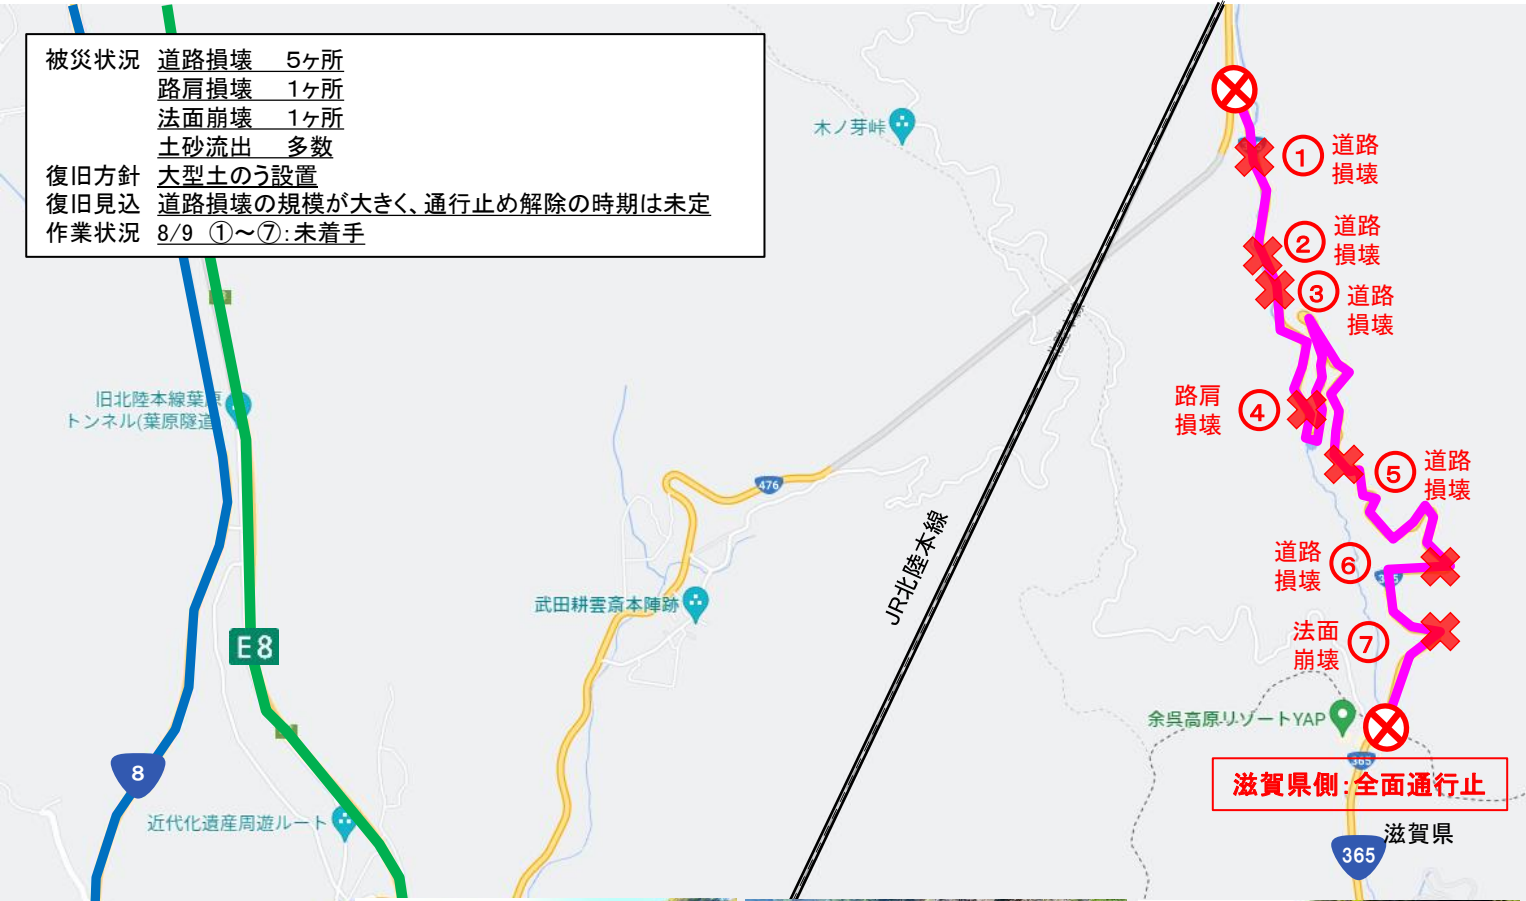 被災状況 道路損壊 5ヶ所
路肩損壊 1ヶ所
法面崩壊 1ヶ所
土砂流出 多数
復旧方針 大型土のう設置
復旧見込 道路損壊の規模が大きく、通行止め解除の時期は未定
作業状況 8/9 ①～⑦:未着手
木ノ芽峠
① 道路
損壊
② 道路
損壊
③ 道路
損壊
路肩
損壊 ④
⑤ 道路
損壊
道路
損壊 ⑥
法面
崩壊 ⑦
旧北陸本線葉原
トンネル(葉原隧道
476
JR北陸本線
武田耕雲斎本陣跡
E8
8
近代化遺産周遊ルート
余呉高原リゾートYAP
365
滋賀県側:全面通行止
滋賀県
365